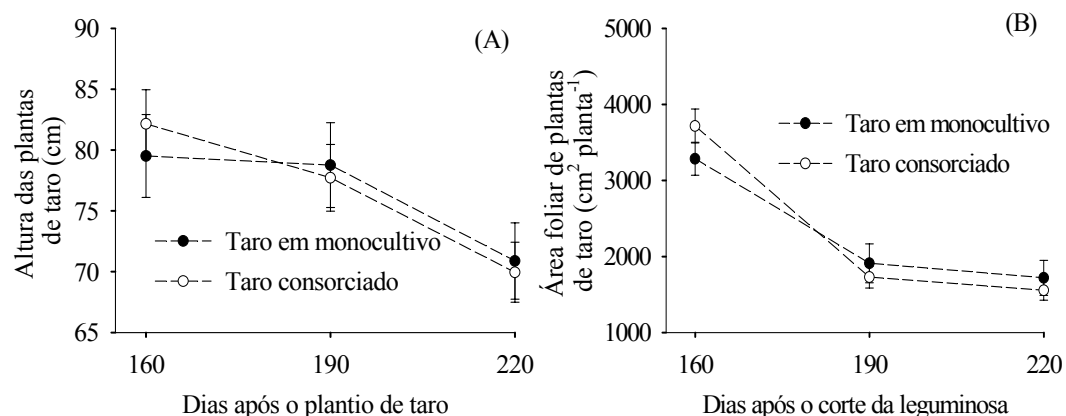 (A)
Altura das plantas
de taro (cm)
90
85
80
75
70
65
Taro em monocultivo
Taro consorciado
160
190
220
Dias após o plantio de taro
(B)
Área foliar de plantas
de taro (cm² planta⁻¹)
5000
4000
3000
2000
1000
Taro em monocultivo
Taro consorciado
160
190
220
Dias após o corte da leguminosa